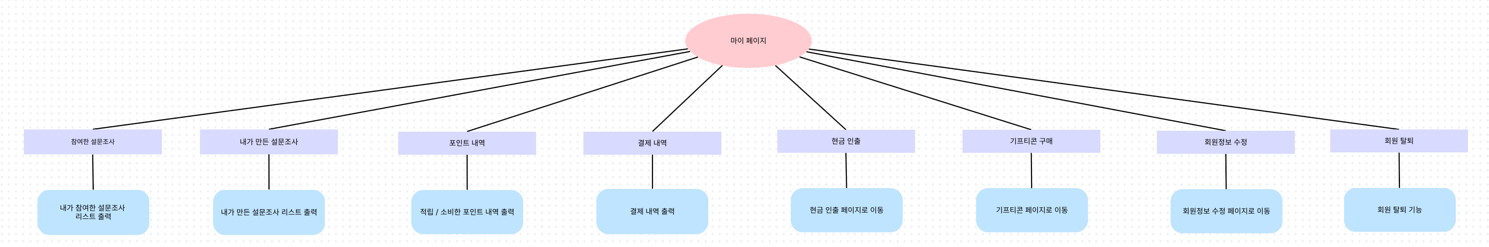 마이 페이지
참여한 설문조사
내가 만든 설문조사
포인트 내역
결제 내역
현금 인출
기프티콘 구매
회원정보 수정
회원 탈퇴
내가 참여한 설문조사
리스트 출력
내가 만든 설문조사 리스트 출력
적립 / 소비한 포인트 내역 출력
결제 내역 출력
현금 인출 페이지로 이동
기프티콘 페이지로 이동
회원정보 수정 페이지로 이동
회원 탈퇴 기능